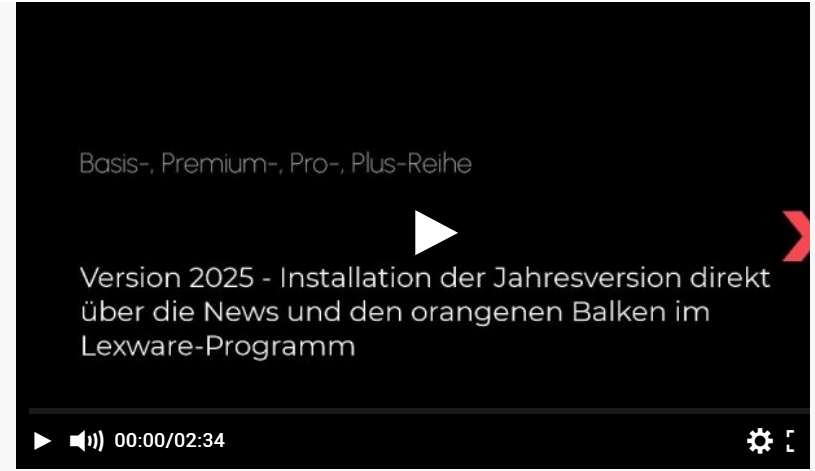 Basis-, Premium-, Pro-, Plus-Reihe
Version 2025 - Installation der Jahresversion direkt
über die News und den orangenen Balken im
Lexware-Programm
00:00/02:34